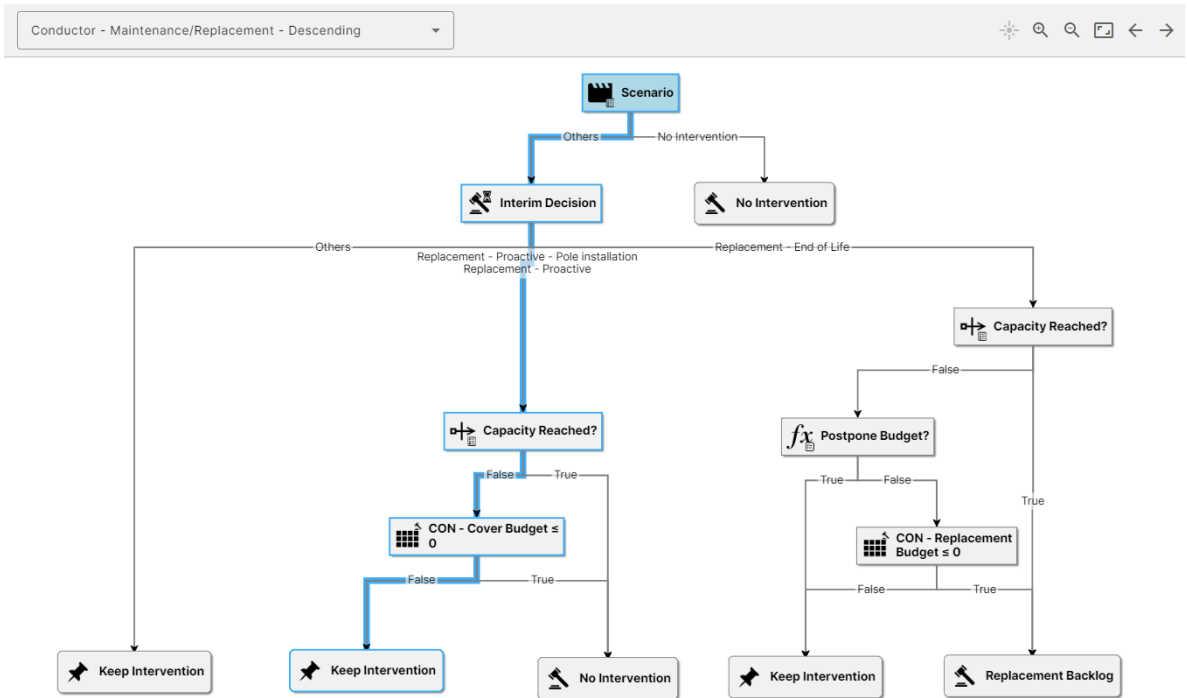 Conductor - Maintenance/Replacement - Descending
Scenario
Others
No Intervention
Interim Decision
No Intervention
Others
Replacement - Proactive - Pole installation
Replacement - Proactive
Replacement - End of Life
Capacity Reached?
False
Capacity Reached?
fx
Postpone Budget?
False
True
True
False
True
CON - Cover Budget ≤
0
CON - Replacement
Budget ≤ 0
False
True
False
True
Keep Intervention
Keep Intervention
No Intervention
Keep Intervention
Replacement Backlog